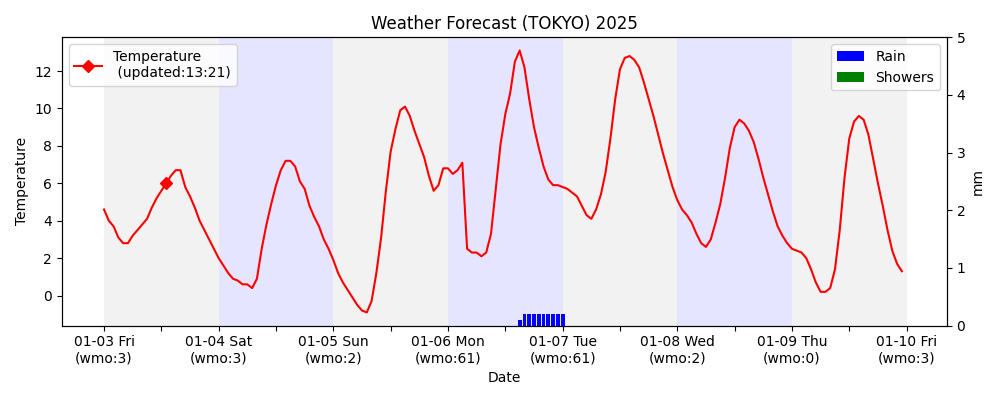 Weather Forecast (TOKYO) 2025
Temperature
(updated:13:21)
Rain
Showers
Temperature
12
10
8
6
4
2
0
5
4
3
2
1
0
mm
01-03 Fri
(wmo:3)
01-04 Sat
(wmo:3)
01-05 Sun
(wmo:2)
01-06 Mon
(wmo:61)
01-07 Tue
(wmo:61)
01-08 Wed
(wmo:2)
01-09 Thu
(wmo:0)
01-10 Fri
(wmo:3)
Date